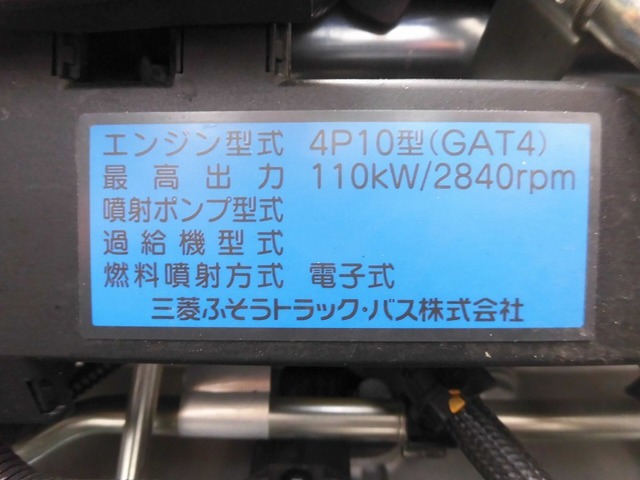 エンジン型式 4P10型(GAT4)
最高出力 110kW/2840rpm
噴射ポンプ型式
過給機型式
燃料噴射方式 電子式
三菱ふそうトラック・バス株式会社